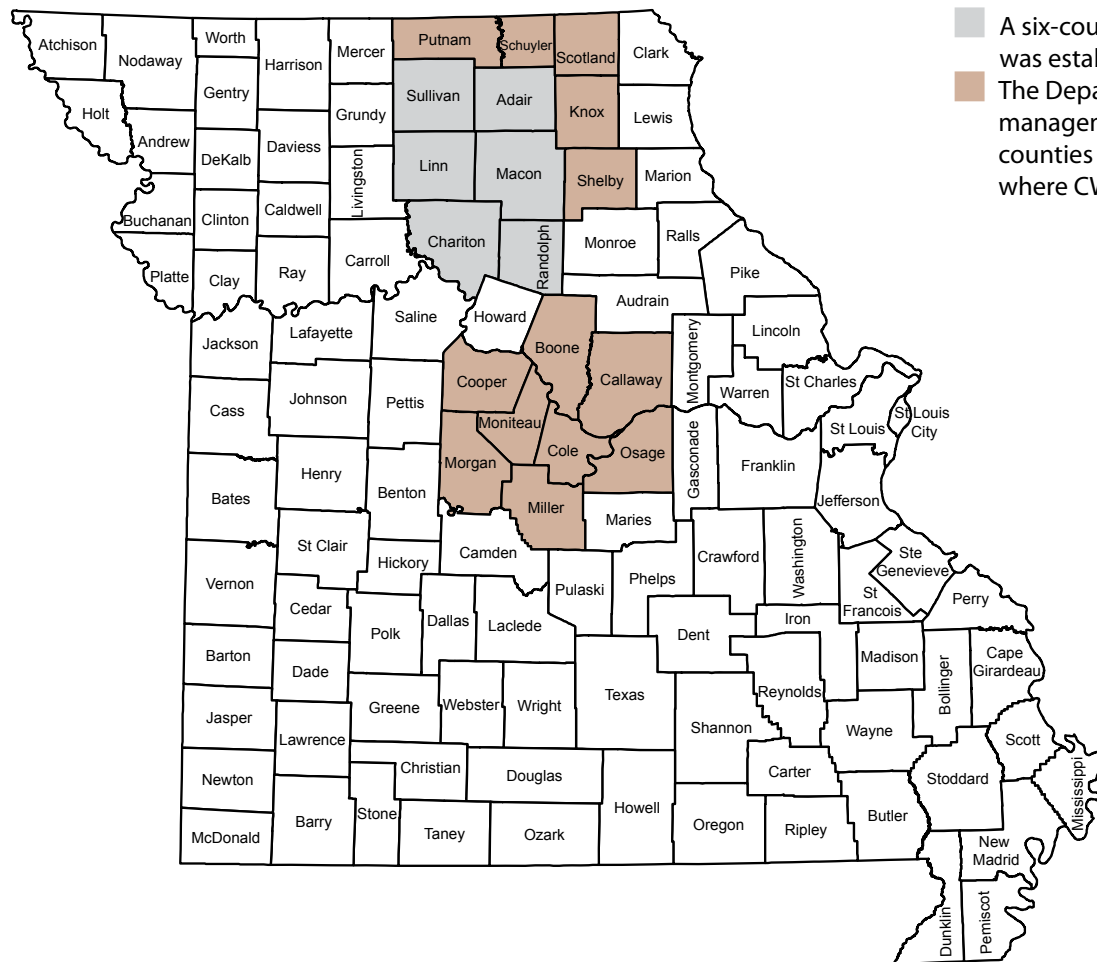 A six-cou
was estab
The Depa
manager
counties
where CW
Atchison
Nodaway
Worth
Harrison
Mercer
Putnam
Schuyler
Scotland
Clark
Gentry
Sullivan
Adair
Knox
Lewis
Holt
Grundy
Andrew
DeKalb
Daviess
Livingston
Linn
Macon
Shelby
Marion
Buchanan
Clinton
Caldwell
Chariton
Randolph
Monroe
Ralls
Platte
Clay
Ray
Carroll
Pike
Audrain
Saline
Howard
Lafayette
Jackson
Boone
Montgomery
Lincoln
Cooper
Callaway
Warren
St Charles
Cass
Johnson
Pettis
Moniteau
St Louis
St Louis
City
Cole
Osage
Gasconade
Franklin
Morgan
Henry
Benton
Bates
Miller
Maries
Jefferson
St Clair
Camden
Crawford
Washington
Ste
Genevieve
Hickory
Pulaski
Phelps
Vernon
St
Francois
Perry
Cedar
Dallas
Laclede
Polk
Dent
Iron
Barton
Dade
Madison
Bollinger
Cape
Girardeau
Jasper
Greene
Webster
Wright
Texas
Reynolds
Shannon
Wayne
Lawrence
Scott
Newton
Christian
Douglas
Carter
Stoddard
Mississippi
Stone
Howell
Barry
McDonald
Taney
Ozark
Oregon
Ripley
Butler
New
Madrid
Dunklin
Pemiscot